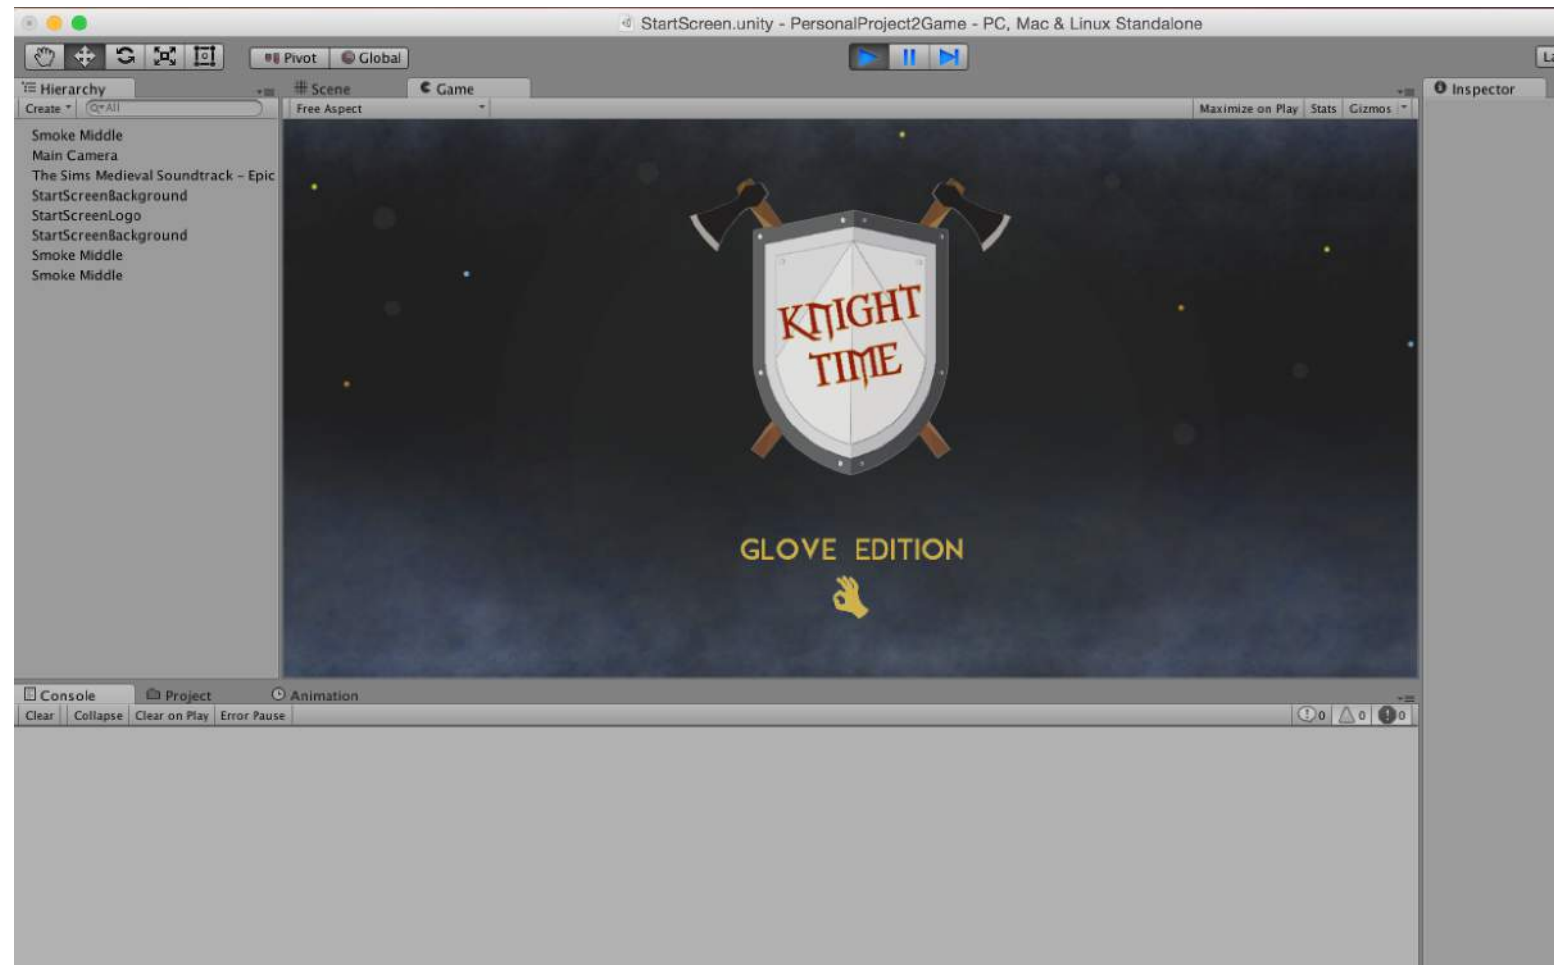 StartScreen.unity - PersonalProject2Game - PC, Mac & Linux Standalone
Pivot Global
Hierarchy
Create All
Smoke Middle
Main Camera
The Sims Medieval Soundtrack – Epic
StartScreenBackground
StartScreenLogo
StartScreenBackground
Smoke Middle
Smoke Middle
Scene Game
Free Aspect Maximize on Play Stats Gizmos
KNIGHT
TIME
GLOVE EDITION
Inspector
Console Project Animation
Clear Collapse Clear on Play Error Pause 0 0 0